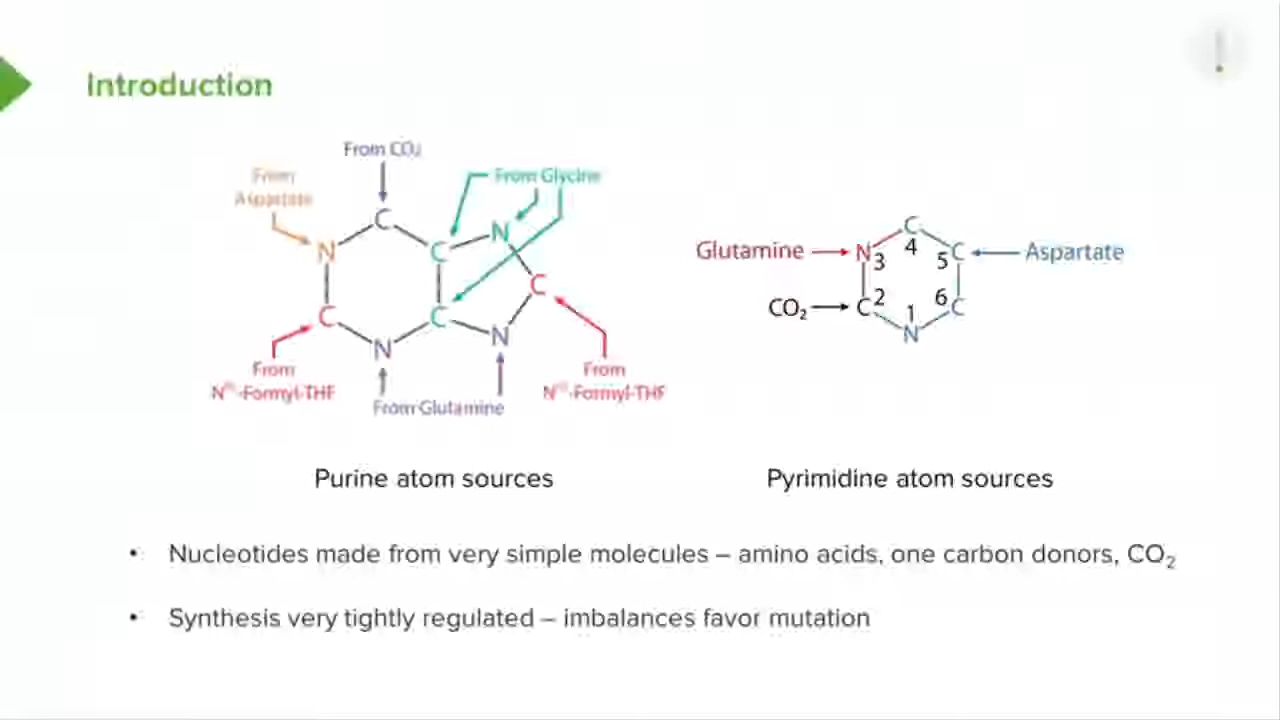 Introduction
From CO₂
From
Aspartate
From Glycine
N
C
C
N
C
C
C
N
N
From
N¹⁰-Formyl-THF
From Glutamine
From
N¹⁰-Formyl-THF
Purine atom sources
Glutamine
N
3
C
4
C
5
Aspartate
CO₂
C
2
1
N
6
C
Pyrimidine atom sources
• Nucleotides made from very simple molecules – amino acids, one carbon donors, CO₂
• Synthesis very tightly regulated – imbalances favor mutation